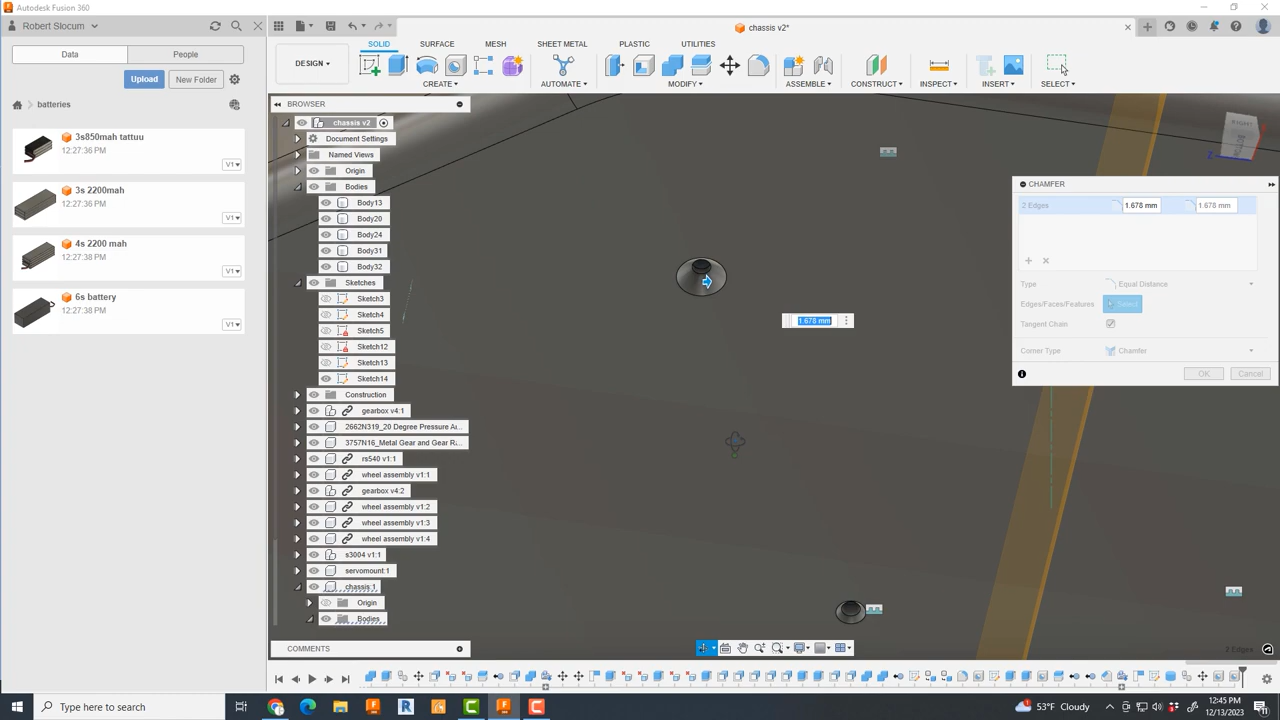 Autodesk Fusion 360
Robert Slocum
chassis v2*
Data
People
Upload
New Folder
batteries
3s850mah tattuu
12:27:36 PM
V1
3s 2200mah
12:27:36 PM
V1
4s 2200 mah
12:27:38 PM
V1
6s battery
12:27:38 PM
V1
DESIGN
SOLID
SURFACE
MESH
SHEET METAL
PLASTIC
UTILITIES
CREATE
AUTOMATE
MODIFY
ASSEMBLE
CONSTRUCT
INSPECT
INSERT
SELECT
BROWSER
chassis v2
Document Settings
Named Views
Origin
Bodies
Body13
Body20
Body24
Body31
Body32
Sketches
Sketch3
Sketch4
Sketch5
Sketch12
Sketch13
Sketch14
Construction
gearbox v4:1
2662N319_20 Degree Pressure An...
3757N16_Metal Gear and Gear R...
rs540 v1:1
wheel assembly v1:1
gearbox v4:2
wheel assembly v1:2
wheel assembly v1:3
wheel assembly v1:4
s3004 v1:1
servomount:1
chassis:1
Origin
Bodies
COMMENTS
RIGHT
Z
1.678 mm
CHAMFER
2 Edges
1.678 mm
1.678 mm
Type
Equal Distance
Edges/Faces/Features
Select
Tangent Chain
Corner Type
Chamfer
OK
Cancel
2 Edges
Type here to search
53°F Cloudy
12:45 PM
12/13/2023